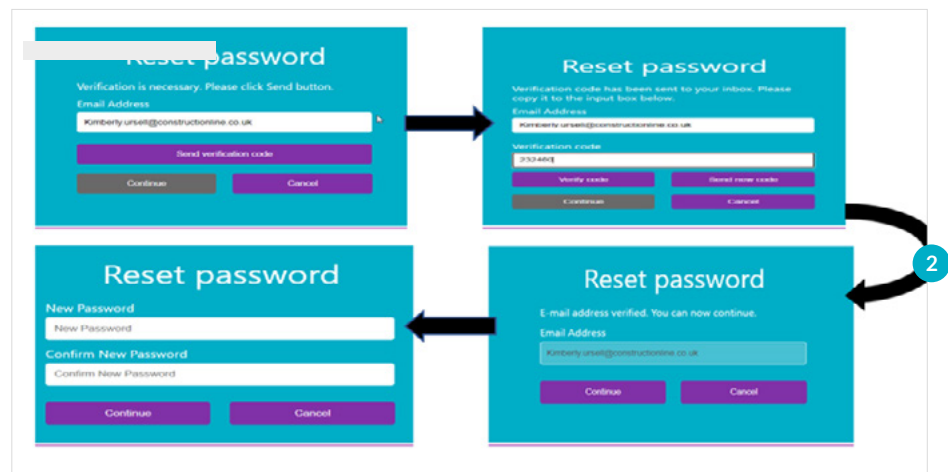 Reset password
Verification is necessary. Please click Send button.
Email Address
Kimberly.ursell@constructionline.co.uk
Send verification code
Continue
Cancel
Reset password
Verification code has been sent to your inbox. Please
copy it to the input box below.
Email Address
Kimberly.ursell@constructionline.co.uk
Verification code
Verify code
Send new code
Continue
Cancel
2
Reset password
E-mail address verified. You can now continue.
Email Address
Kimberly.ursell@constructionline.co.uk
Continue
Cancel
Reset password
New Password
New Password
Confirm New Password
Confirm New Password
Continue
Cancel